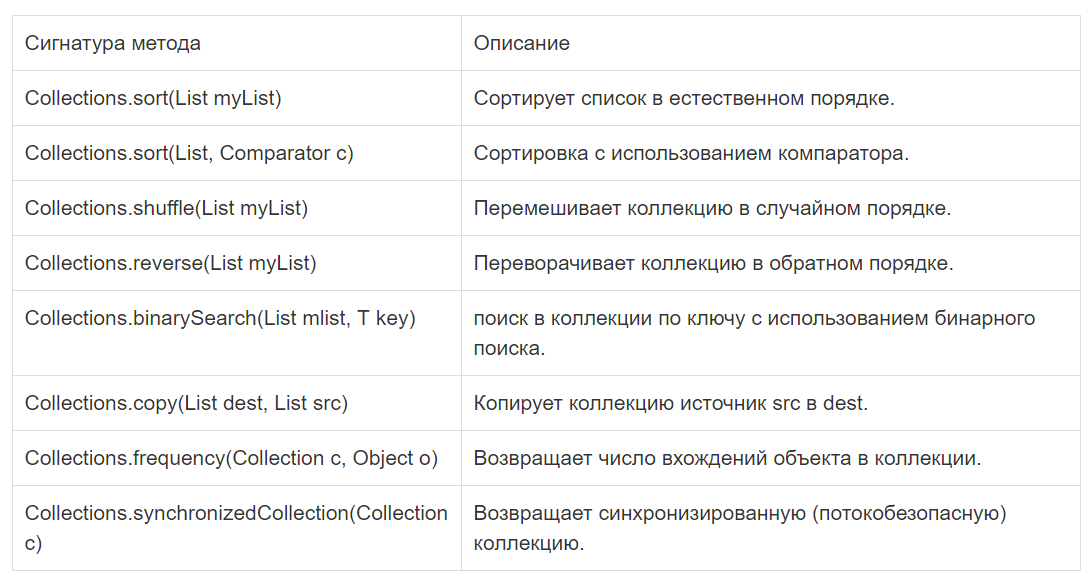 Сигнатура метода
Описание
Collections.sort(List myList)
Сортирует список в естественном порядке.
Collections.sort(List, Comparator c)
Сортировка с использованием компаратора.
Collections.shuffle(List myList)
Перемешивает коллекцию в случайном порядке.
Collections.reverse(List myList)
Переворачивает коллекцию в обратном порядке.
Collections.binarySearch(List mlist, T key)
поиск в коллекции по ключу с использованием бинарного
поиска.
Collections.copy(List dest, List src)
Копирует коллекцию источник src в dest.
Collections.frequency(Collection c, Object o)
Возвращает число вхождений объекта в коллекции.
Collections.synchronizedCollection(Collection
c)
Возвращает синхронизированную (потокобезопасную)
коллекцию.